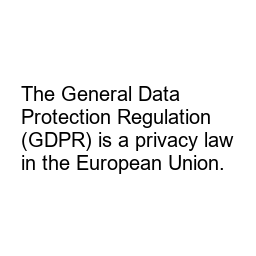 The General Data
Protection Regulation
(GDPR) is a privacy law
in the European Union.